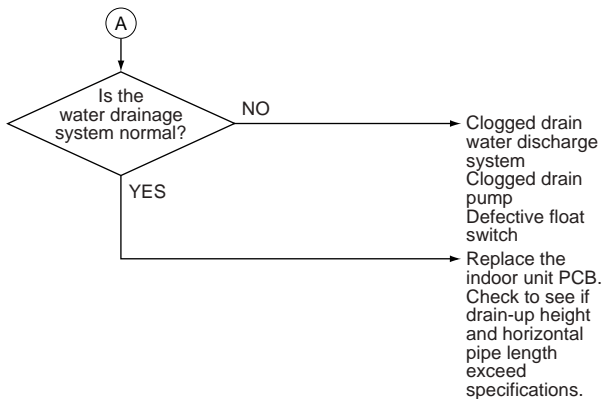 A
Is the
water drainage
system normal?
NO
YES
Clogged drain
water discharge
system
Clogged drain
pump
Defective float
switch
Replace the
indoor unit PCB.
Check to see if
drain-up height
and horizontal
pipe length
exceed
specifications.